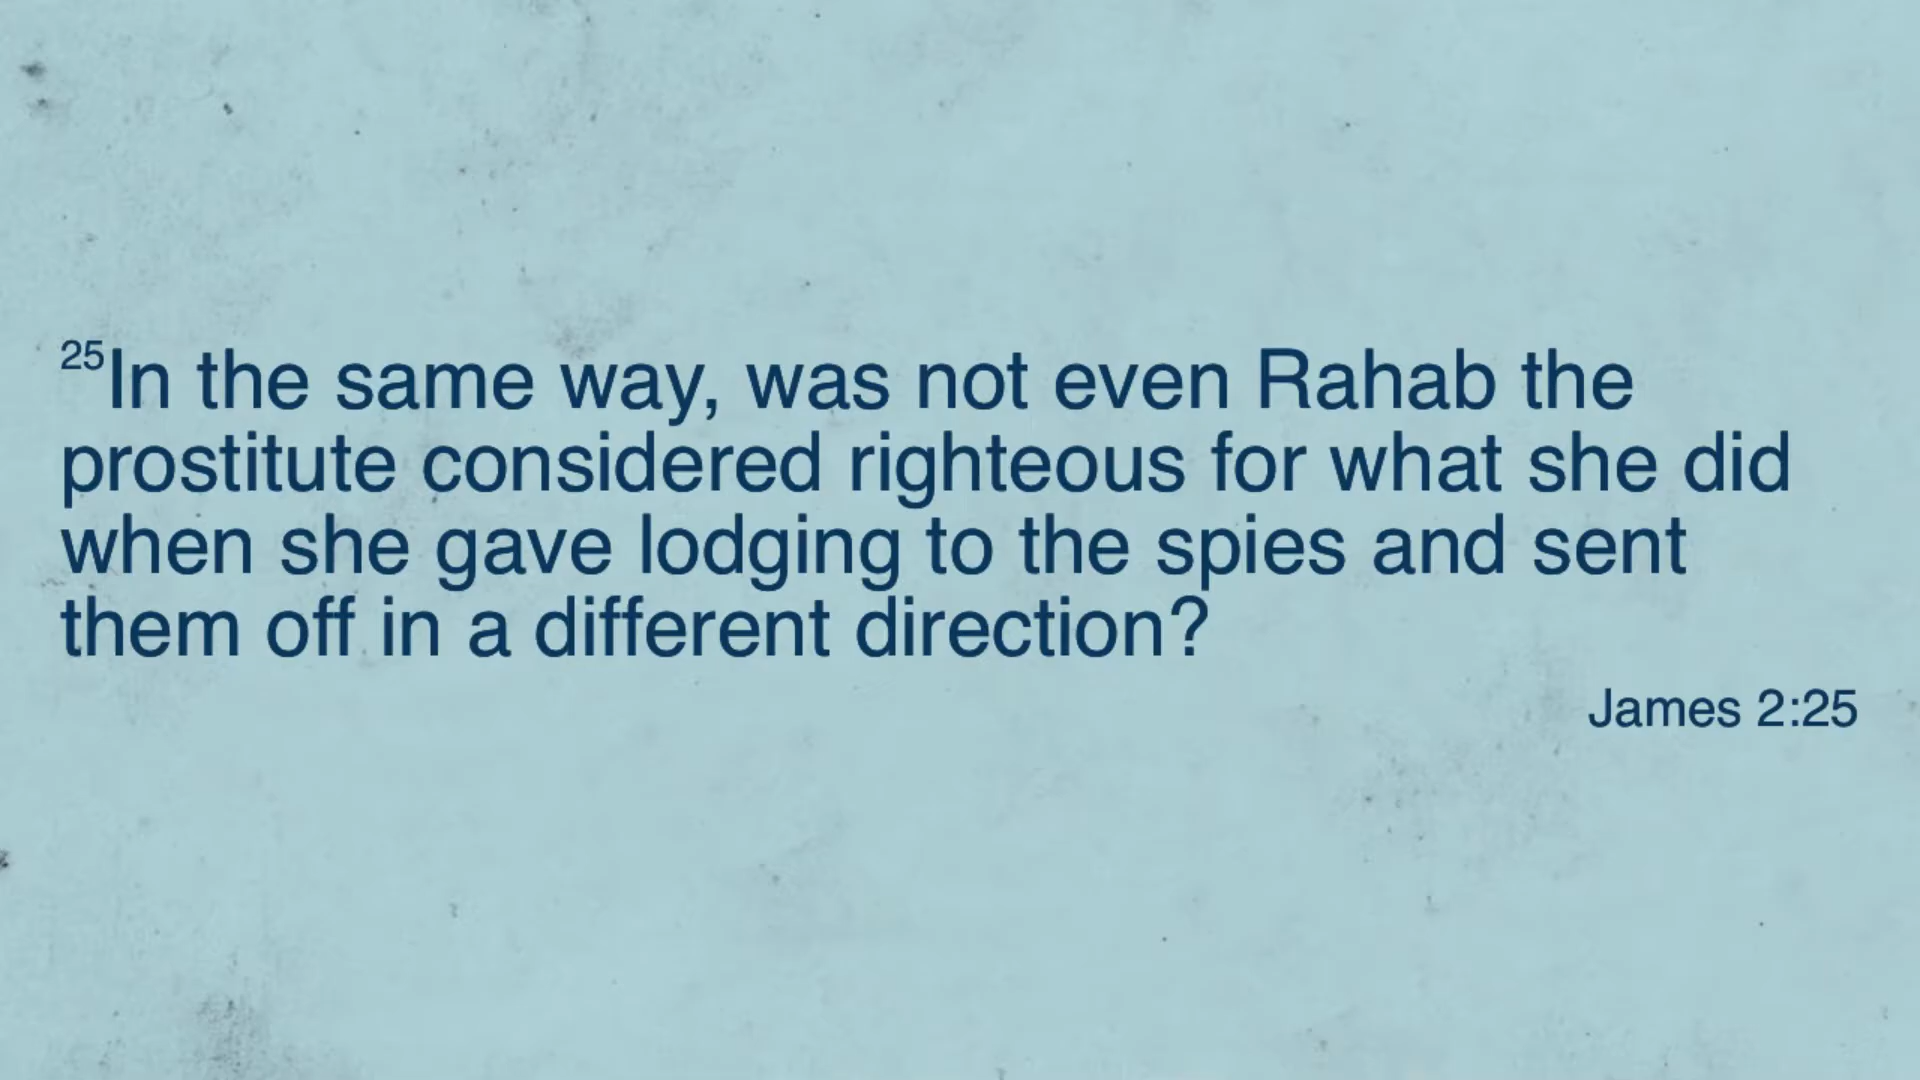 25In the same way, was not even Rahab the
prostitute considered righteous for what she did
when she gave lodging to the spies and sent
them off in a different direction?
James 2:25